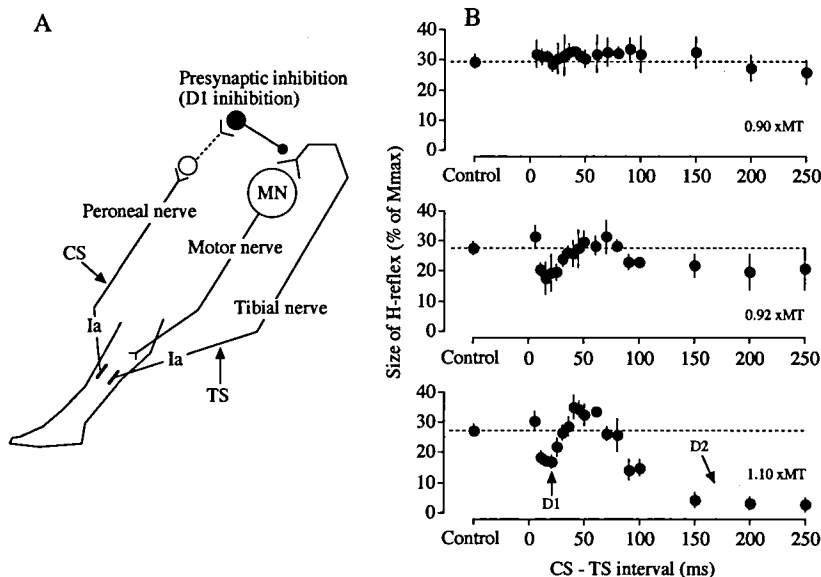 A
Presynaptic inhibition
(D1 inihibition)
MN
Peroneal nerve
CS
Motor nerve
Tibial nerve
Ia
Ia
TS
B
Size of H-reflex (% of Mmax)
40
30
20
10
0
0.90 xMT
Control 0 50 100 150 200 250
40
30
20
10
0
0.92 xMT
Control 0 50 100 150 200 250
40
30
20
10
0
D1
D2
1.10 xMT
Control 0 50 100 150 200 250
CS - TS interval (ms)